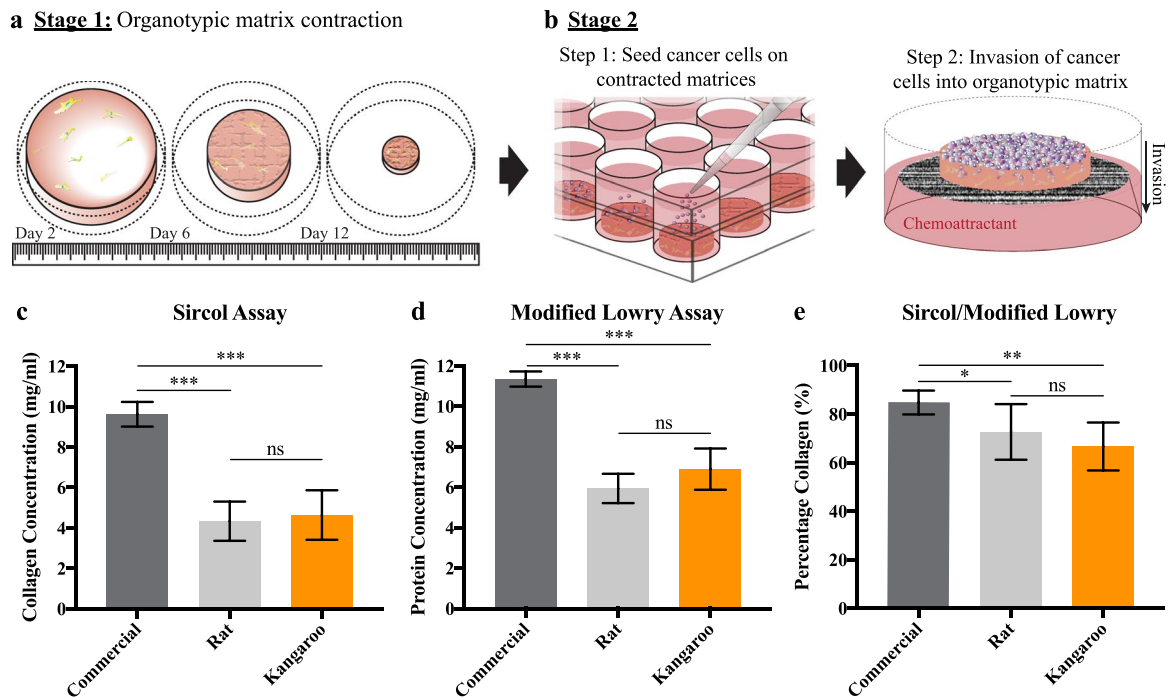 a Stage 1: Organotypic matrix contraction
Day 2
Day 6
Day 12
b Stage 2
Step 1: Seed cancer cells on
contracted matrices
Step 2: Invasion of cancer
cells into organotypic matrix
Invasion
Chemoattractant
c
Sircol Assay
Collagen Concentration (mg/ml)
12
10
8
6
4
2
0
***
***
ns
Commercial
Rat
Kangaroo
d
Modified Lowry Assay
Protein Concentration (mg/ml)
12
10
8
6
4
2
0
***
***
ns
Commercial
Rat
Kangaroo
e
Sircol/Modified Lowry
Percentage Collagen (%)
100
80
60
40
20
0
**
*
ns
Commercial
Rat
Kangaroo